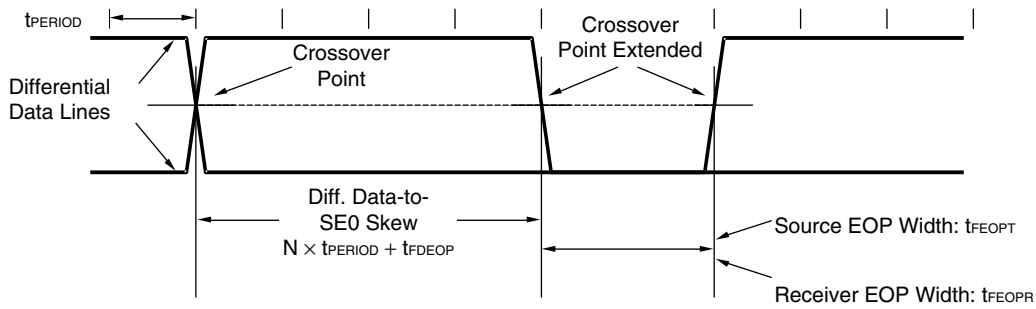 tPERIOD
Crossover
Point
Crossover
Point Extended
Differential
Data Lines
Diff. Data-to-
SE0 Skew
N × tPERIOD + tFDEOP
Source EOP Width: tFEOPT
Receiver EOP Width: tFEOPR